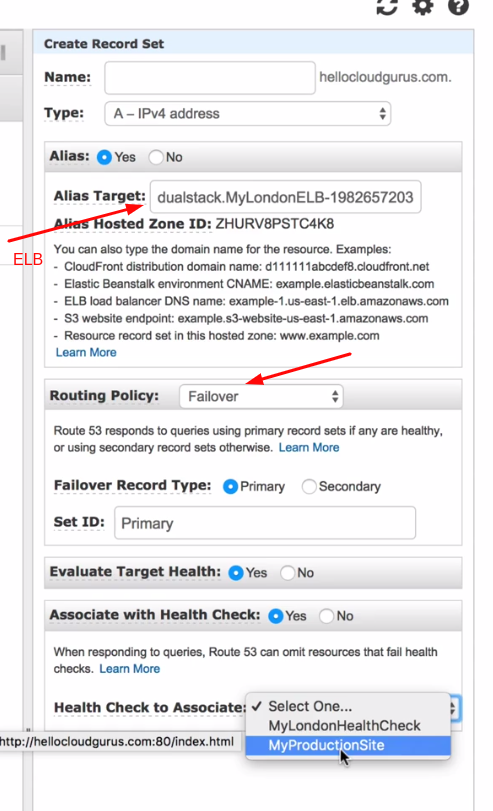 Create Record Set
Name: hellocloudgurus.com.
Type: A – IPv4 address
Alias: Yes No
Alias Target: dualstack.MyLondonELB-1982657203
Alias Hosted Zone ID: ZHURV8PSTC4K8
ELB
You can also type the domain name for the resource. Examples:
- CloudFront distribution domain name: d111111abcdef8.cloudfront.net
- Elastic Beanstalk environment CNAME: example.elasticbeanstalk.com
- ELB load balancer DNS name: example-1.us-east-1.elb.amazonaws.com
- S3 website endpoint: example.s3-website-us-east-1.amazonaws.com
- Resource record set in this hosted zone: www.example.com
Learn More
Routing Policy: Failover
Route 53 responds to queries using primary record sets if any are healthy,
or using secondary record sets otherwise. Learn More
Failover Record Type: Primary Secondary
Set ID: Primary
Evaluate Target Health: Yes No
Associate with Health Check: Yes No
When responding to queries, Route 53 can omit resources that fail health
checks. Learn More
Health Check to Associate: ✓ Select One...
MyLondonHealthCheck
http://hellocloudgurus.com:80/index.html MyProductionSite